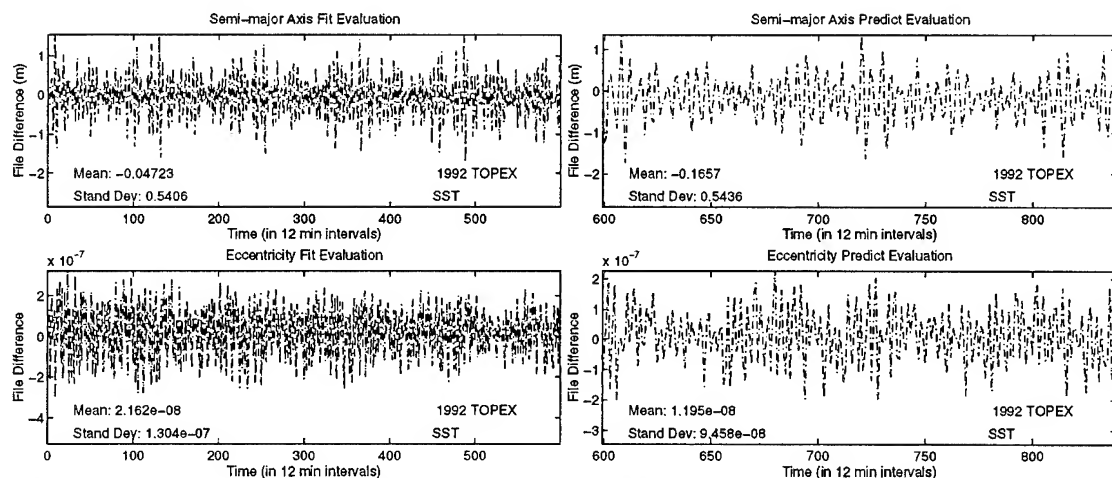 Semi-major Axis Fit Evaluation
File Difference (m)
1
0
-1
-2
Mean: -0.04723
1992 TOPEX
Stand Dev: 0.5406
SST
0 100 200 300 400 500
Time (in 12 min intervals)
Semi-major Axis Predict Evaluation
File Difference (m)
1
0
-1
-2
Mean: -0.1657
1992 TOPEX
Stand Dev: 0.5436
SST
600 650 700 750 800
Time (in 12 min intervals)
x 10^-7
Eccentricity Fit Evaluation
File Difference
2
0
-2
-4
Mean: 2.162e-08
1992 TOPEX
Stand Dev: 1.304e-07
SST
0 100 200 300 400 500
Time (in 12 min intervals)
x 10^-7
Eccentricity Predict Evaluation
File Difference
2
1
0
-1
-2
-3
Mean: 1.195e-08
1992 TOPEX
Stand Dev: 9.458e-08
SST
600 650 700 750 800
Time (in 12 min intervals)